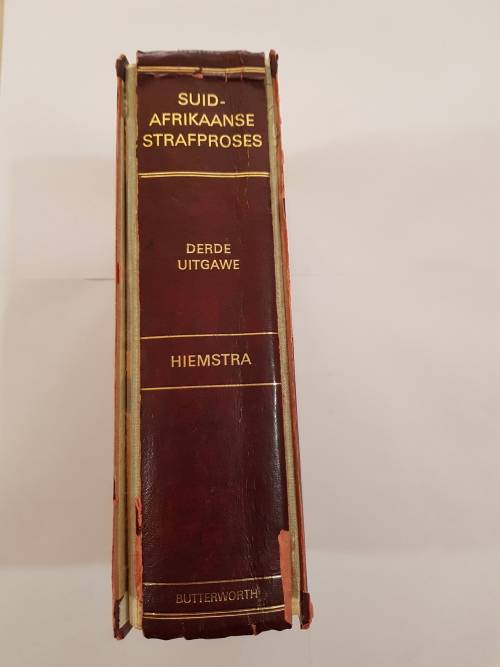 SUID-
AFRIKAANSE
STRAFPROSES
DERDE
UITGAWE
HIEMSTRA
BUTTERWORTH